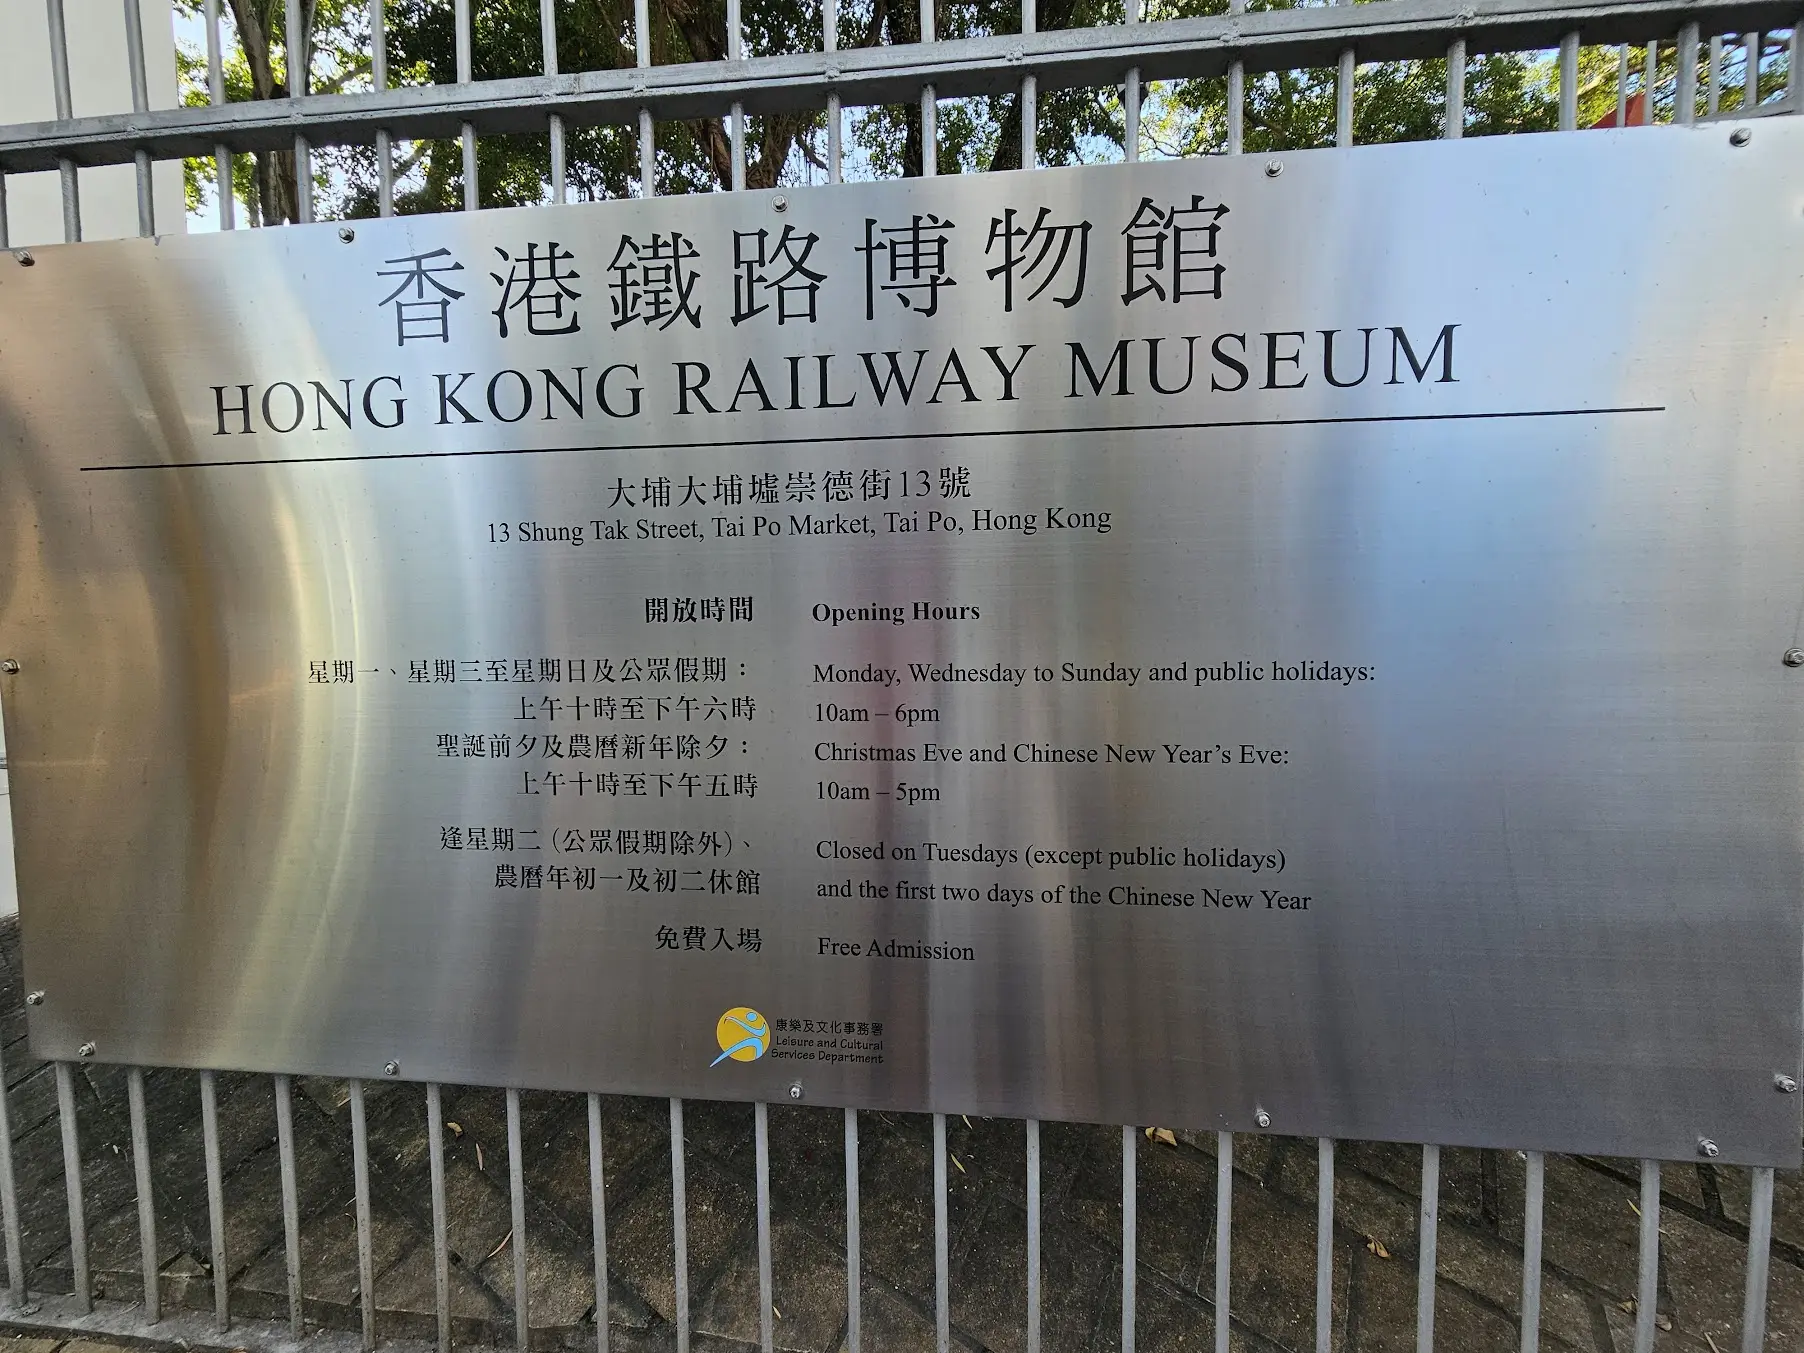 香港鐵路博物館
HONG KONG RAILWAY MUSEUM
大埔大埔墟崇德街13號
13 Shung Tak Street, Tai Po Market, Tai Po, Hong Kong
開放時間
Opening Hours
星期一、星期三至星期日及公眾假期：
Monday, Wednesday to Sunday and public holidays:
上午十時至下午六時
10am – 6pm
聖誕前夕及農曆新年除夕：
Christmas Eve and Chinese New Year’s Eve:
上午十時至下午五時
10am – 5pm
逢星期二（公眾假期除外）、
Closed on Tuesdays (except public holidays)
農曆年初一及初二休館
and the first two days of the Chinese New Year
免費入場
Free Admission
康樂及文化事務署
Leisure and Cultural
Services Department